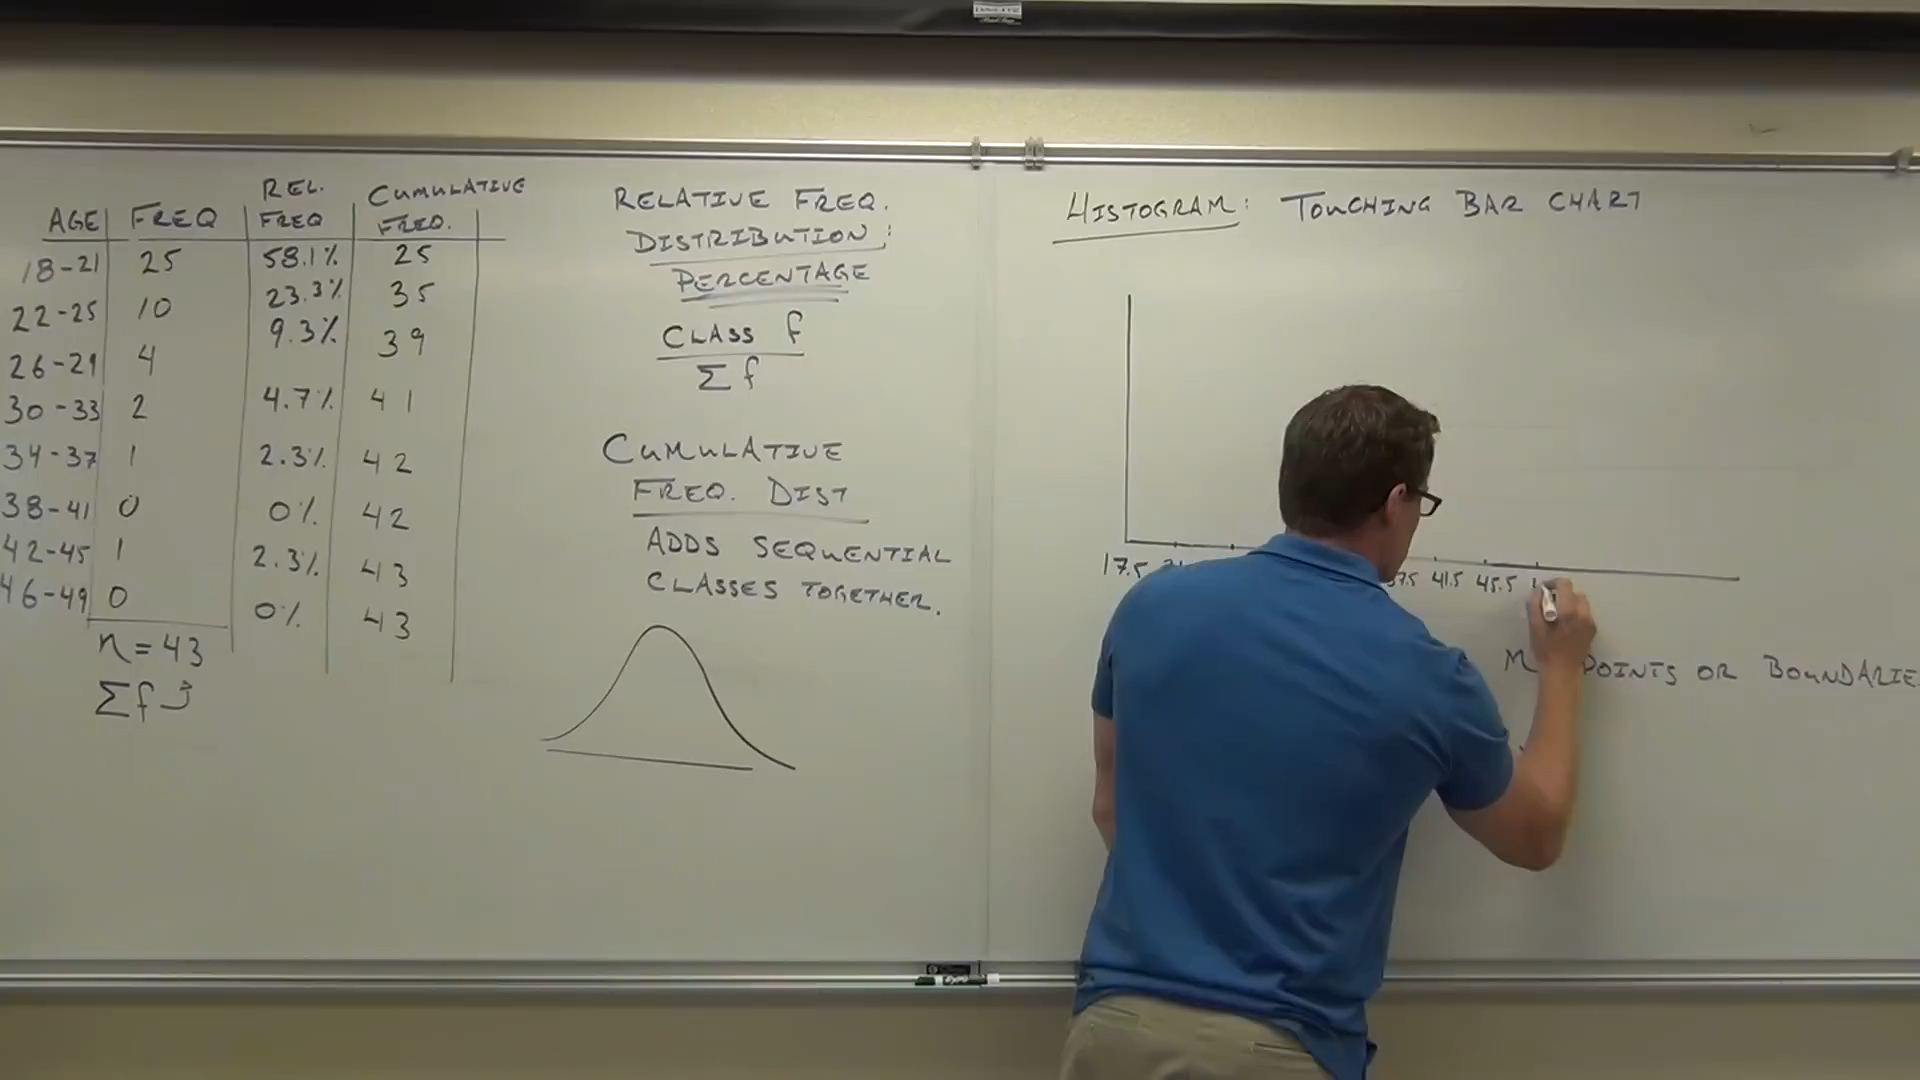 AGE FREQ REL. FREQ CUMULATIVE FREQ.
18-21 25 58.1% 25
22-25 10 23.3% 35
26-29 4 9.3% 39
30-33 2 4.7% 41
34-37 1 2.3% 42
38-41 0 0% 42
42-45 1 2.3% 43
46-49 0 0% 43
n = 43
Σf
RELATIVE FREQ.
DISTRIBUTION:
PERCENTAGE
CLASS f
Σ f
CUMULATIVE
FREQ. DIST
ADDS SEQUENTIAL
CLASSES TOGETHER.
HISTOGRAM: TOUCHING BAR CHART
17.5 41.5 45.5
POINTS OR BOUNDARIE